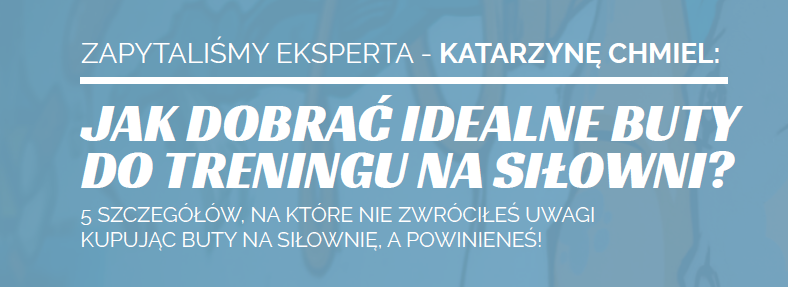 ZAPYTALIŚMY EKSPERTA - KATARZYNĘ CHMIEL:
JAK DOBRAĆ IDEALNE BUTY
DO TRENINGU NA SIŁOWNI?
5 SZCZEGÓŁÓW, NA KTÓRE NIE ZWRÓCIŁEŚ UWAGI
KUPUJĄC BUTY NA SIŁOWNIĘ, A POWINIENEŚ!